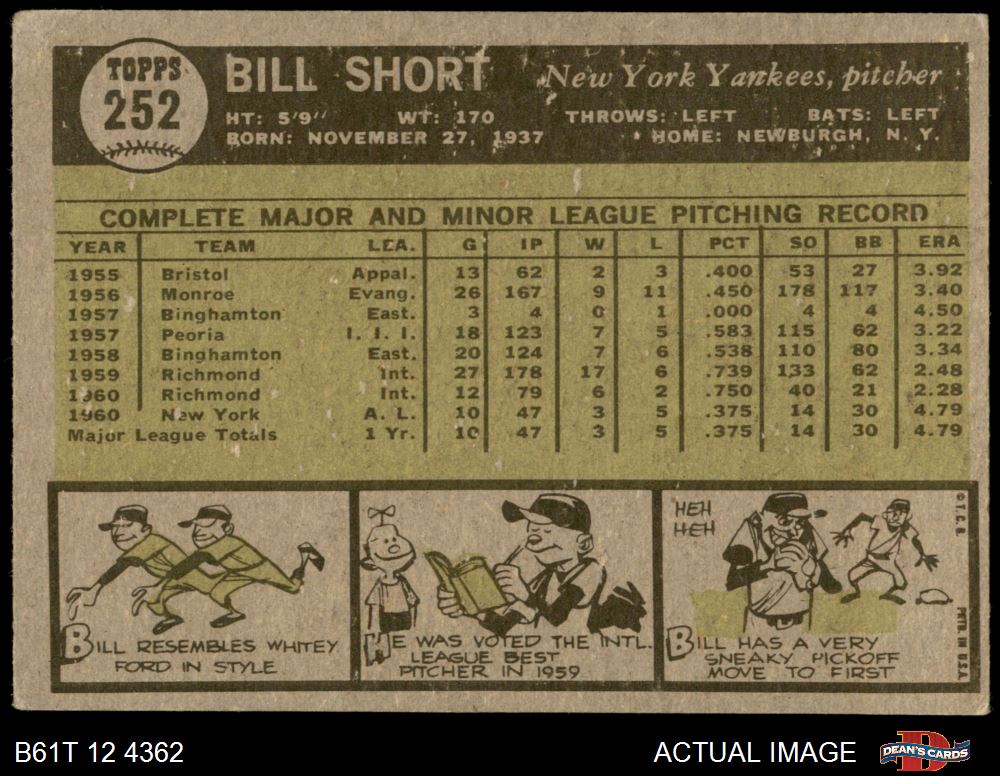 TOPPS
252
BILL SHORT New York Yankees, pitcher
HT: 5'9" WT: 170 THROWS: LEFT BATS: LEFT
BORN: NOVEMBER 27, 1937 • HOME: NEWBURGH, N. Y.
COMPLETE MAJOR AND MINOR LEAGUE PITCHING RECORD
YEAR TEAM LEA. G IP W L PCT SO BB ERA
1955 Bristol Appal. 13 62 2 3 .400 53 27 3.92
1956 Monroe Evang. 26 167 9 11 .450 178 117 3.40
1957 Binghamton East. 3 4 0 1 .000 4 4 4.50
1957 Peoria I. I. I. 18 123 7 5 .583 115 62 3.22
1958 Binghamton East. 20 124 7 6 .538 110 80 3.34
1959 Richmond Int. 27 178 17 6 .739 133 62 2.48
1960 Richmond Int. 12 79 6 2 .750 40 21 2.28
1960 New York A. L. 10 47 3 5 .375 14 30 4.79
Major League Totals 1 Yr. 10 47 3 5 .375 14 30 4.79
BILL RESEMBLES WHITEY
FORD IN STYLE
HE WAS VOTED THE INTL.
LEAGUE BEST
PITCHER IN 1959
HEH
HEH
BILL HAS A VERY
SNEAKY PICKOFF
MOVE TO FIRST
© T. C. G.
PRTD. IN U.S.A.
B61T 12 4362 ACTUAL IMAGE DEAN'S CARDS